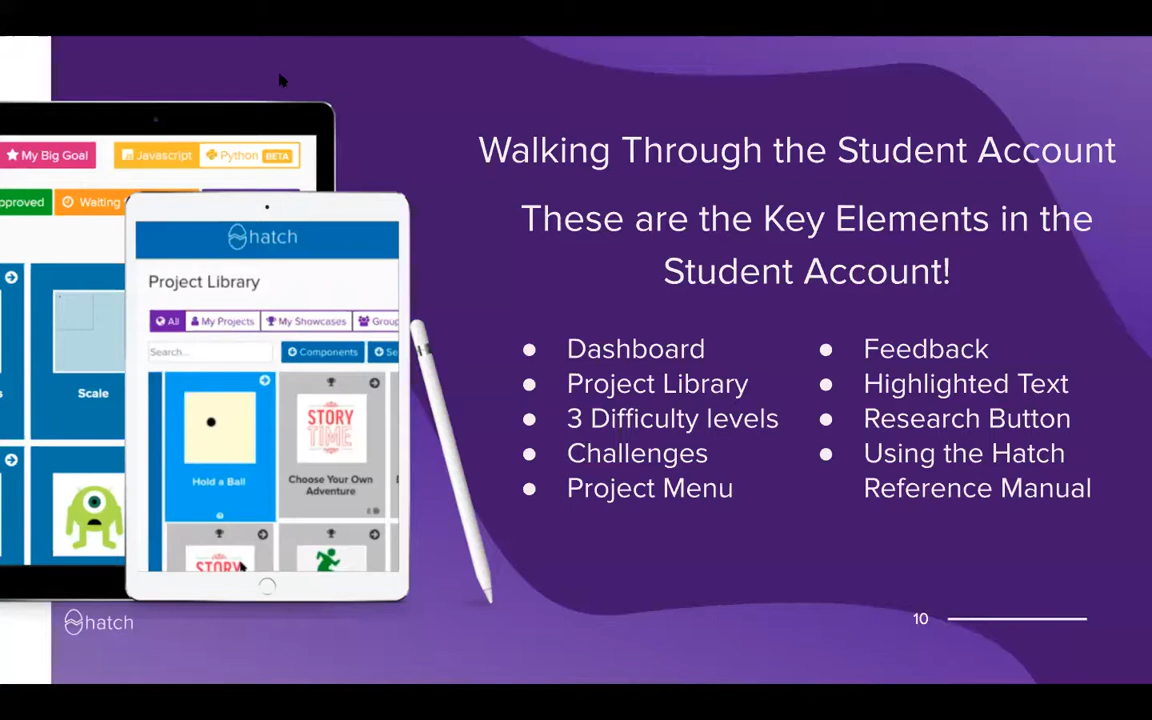 Walking Through the Student Account
These are the Key Elements in the
Student Account!
● Dashboard
● Project Library
● 3 Difficulty levels
● Challenges
● Project Menu
● Feedback
● Highlighted Text
● Research Button
● Using the Hatch
Reference Manual
My Big Goal
Javascript
Python BETA
Waiting
Scale
hatch
Project Library
All
My Projects
My Showcases
Search...
Components
Hold a Ball
STORY
TIME
Choose Your Own
Adventure
STORY
hatch
10